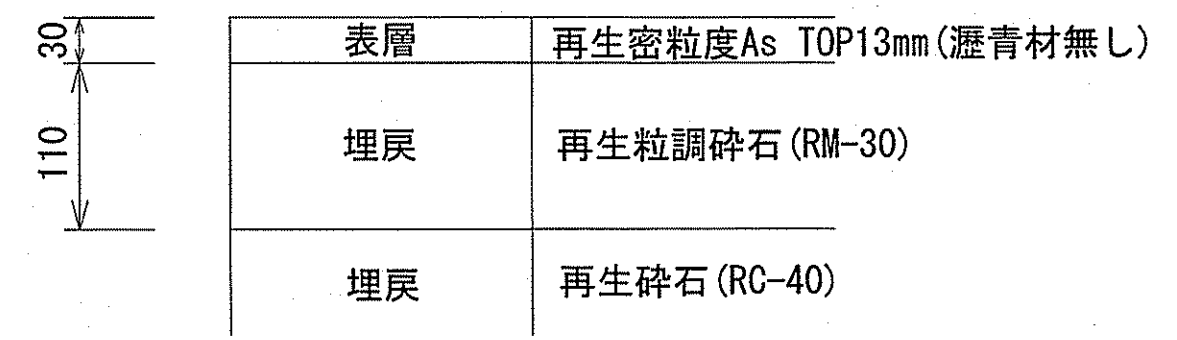 30 表層 再生密粒度As TOP13mm(瀝青材無し)
110 埋戻 再生粒調砕石(RM-30)
埋戻 再生砕石(RC-40)